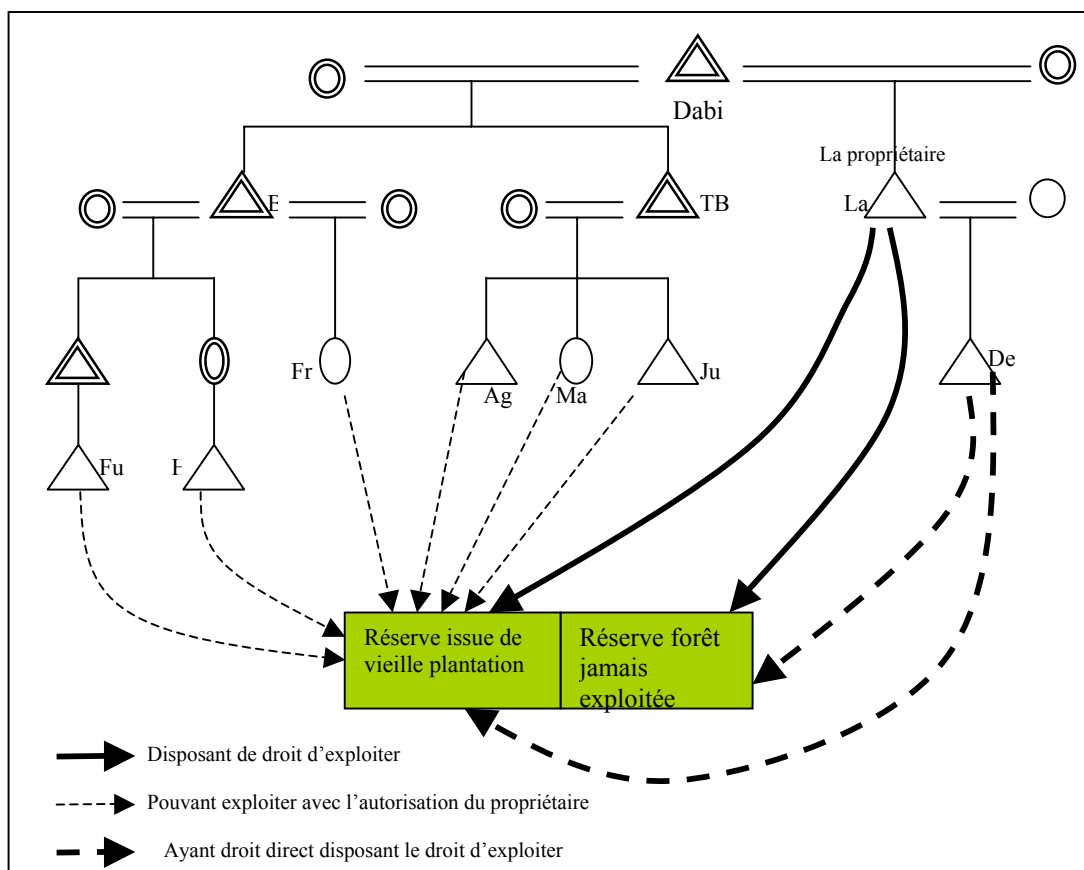 Dabi
La propriétaire
TB
La
Fr
Ag
Ma
Ju
De
Fu
Réserve issue de
vieille plantation
Réserve forêt
jamais
exploitée
Disposant de droit d’exploiter
Pouvant exploiter avec l’autorisation du propriétaire
Ayant droit direct disposant le droit d’exploiter